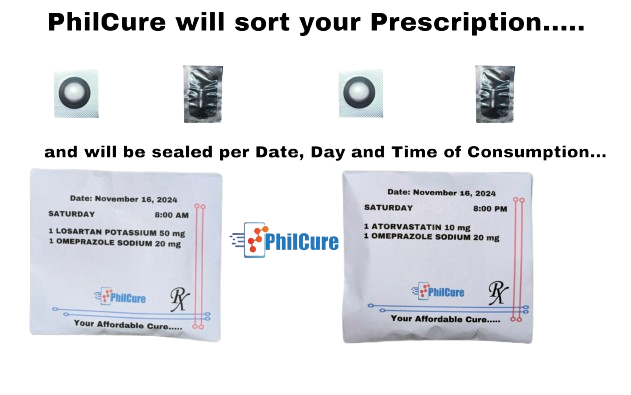 PhilCure will sort your Prescription.....
and will be sealed per Date, Day and Time of Consumption...
Date: November 16, 2024
SATURDAY 8:00 AM
1 LOSARTAN POTASSIUM 50 mg
1 OMEPRAZOLE SODIUM 20 mg
PhilCure
Rx
Your Affordable Cure.....
PhilCure
Date: November 16, 2024
SATURDAY 8:00 PM
1 ATORVASTATIN 10 mg
1 OMEPRAZOLE SODIUM 20 mg
PhilCure
Rx
Your Affordable Cure.....